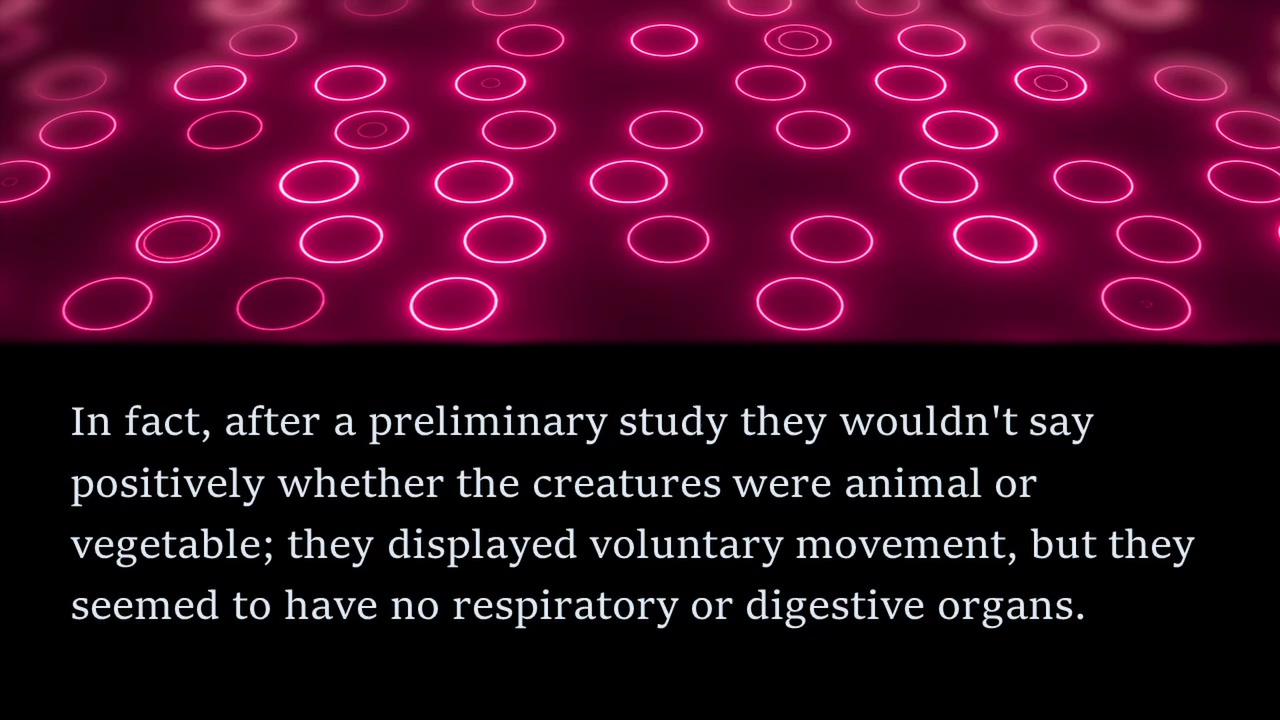 In fact, after a preliminary study they wouldn't say
positively whether the creatures were animal or
vegetable; they displayed voluntary movement, but they
seemed to have no respiratory or digestive organs.